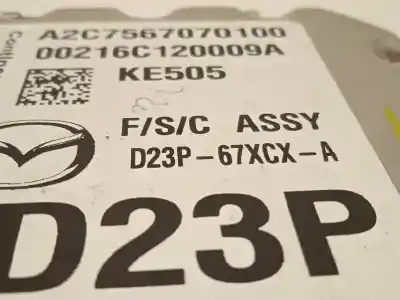 A2C7567070100
00216C120009A
KE505
F/S/C ASSY
D23P-67XCX-A
D23P